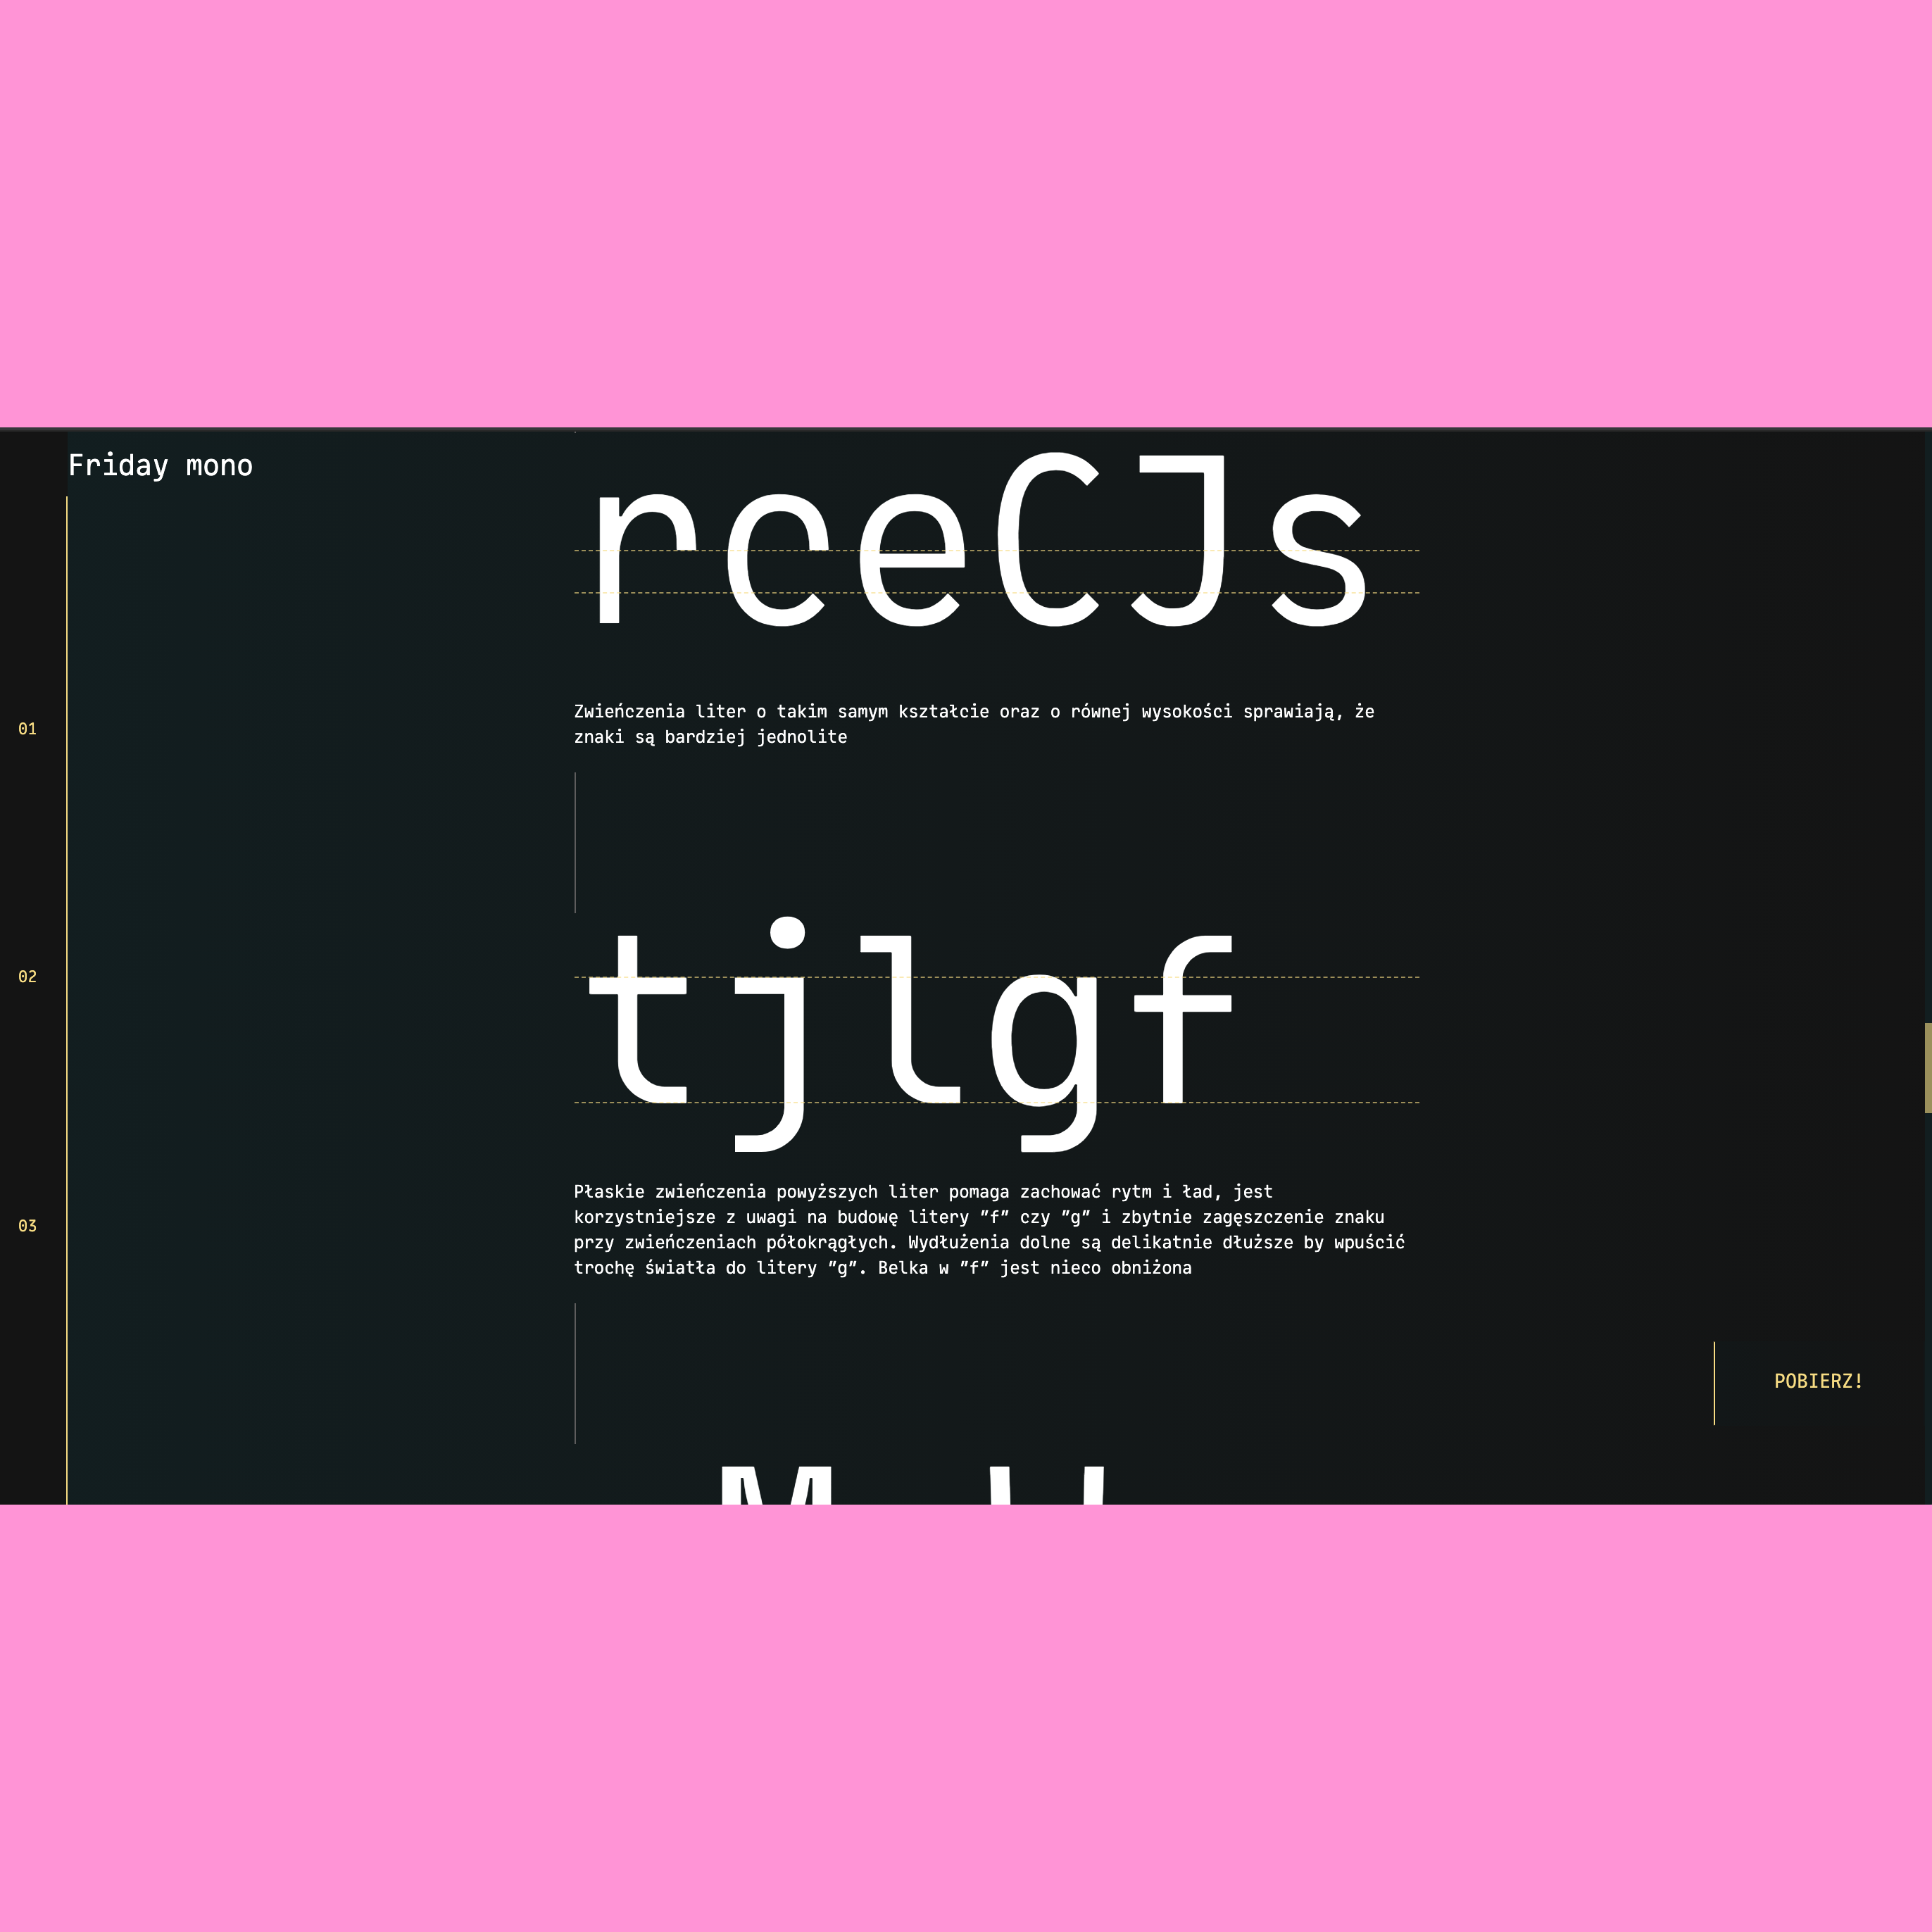 Friday mono
rceCJs
01
Zwieńczenia liter o takim samym kształcie oraz o równej wysokości sprawiają, że
znaki są bardziej jednolite
02
tjlgf
03
Płaskie zwieńczenia powyższych liter pomaga zachować rytm i ład, jest
korzystniejsze z uwagi na budowę litery ”f” czy ”g” i zbytnie zagęszczenie znaku
przy zwieńczeniach półokrągłych. Wydłużenia dolne są delikatnie dłuższe by wpuścić
trochę światła do litery ”g”. Belka w ”f” jest nieco obniżona
POBIERZ!